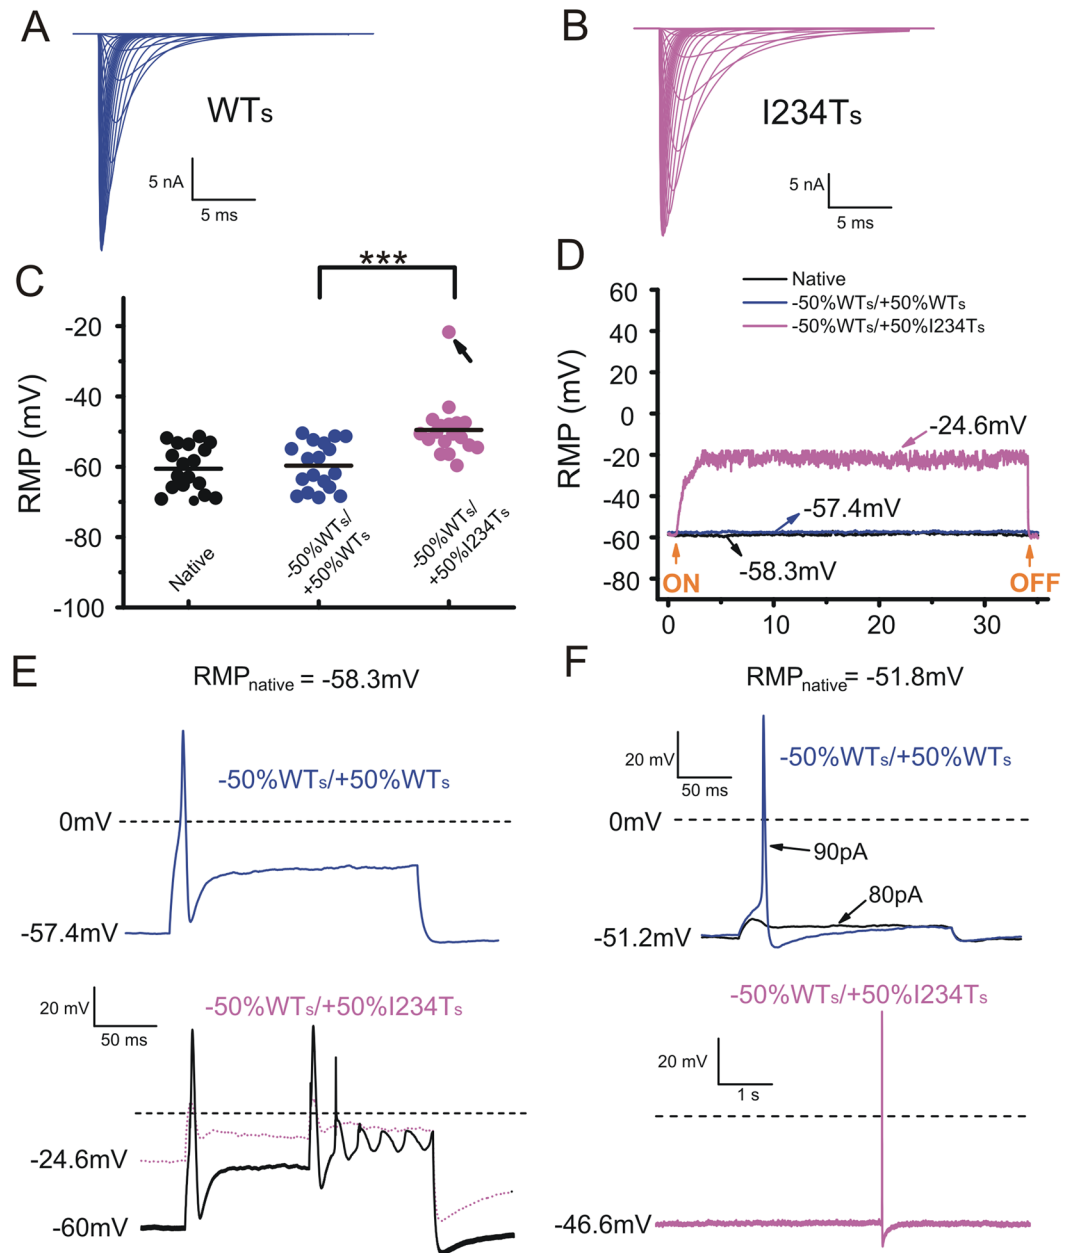 A
B
WTs
I234Ts
5 nA
5 ms
5 nA
5 ms
C
***
RMP (mV)
-20
-40
-60
-80
-100
Native
-50%WTs/
+50%WTs
-50%WTs/
+50%I234Ts
D
Native
-50%WTs/+50%WTs
-50%WTs/+50%I234Ts
RMP (mV)
60
40
20
0
-20
-40
-60
-80
-24.6mV
-57.4mV
-58.3mV
ON
OFF
0 10 20 30
E
RMPnative = -58.3mV
-50%WTs/+50%WTs
0mV
-57.4mV
-50%WTs/+50%I234Ts
20 mV
50 ms
-24.6mV
-60mV
F
RMPnative= -51.8mV
20 mV
50 ms
-50%WTs/+50%WTs
0mV
90pA
80pA
-51.2mV
-50%WTs/+50%I234Ts
20 mV
1 s
-46.6mV